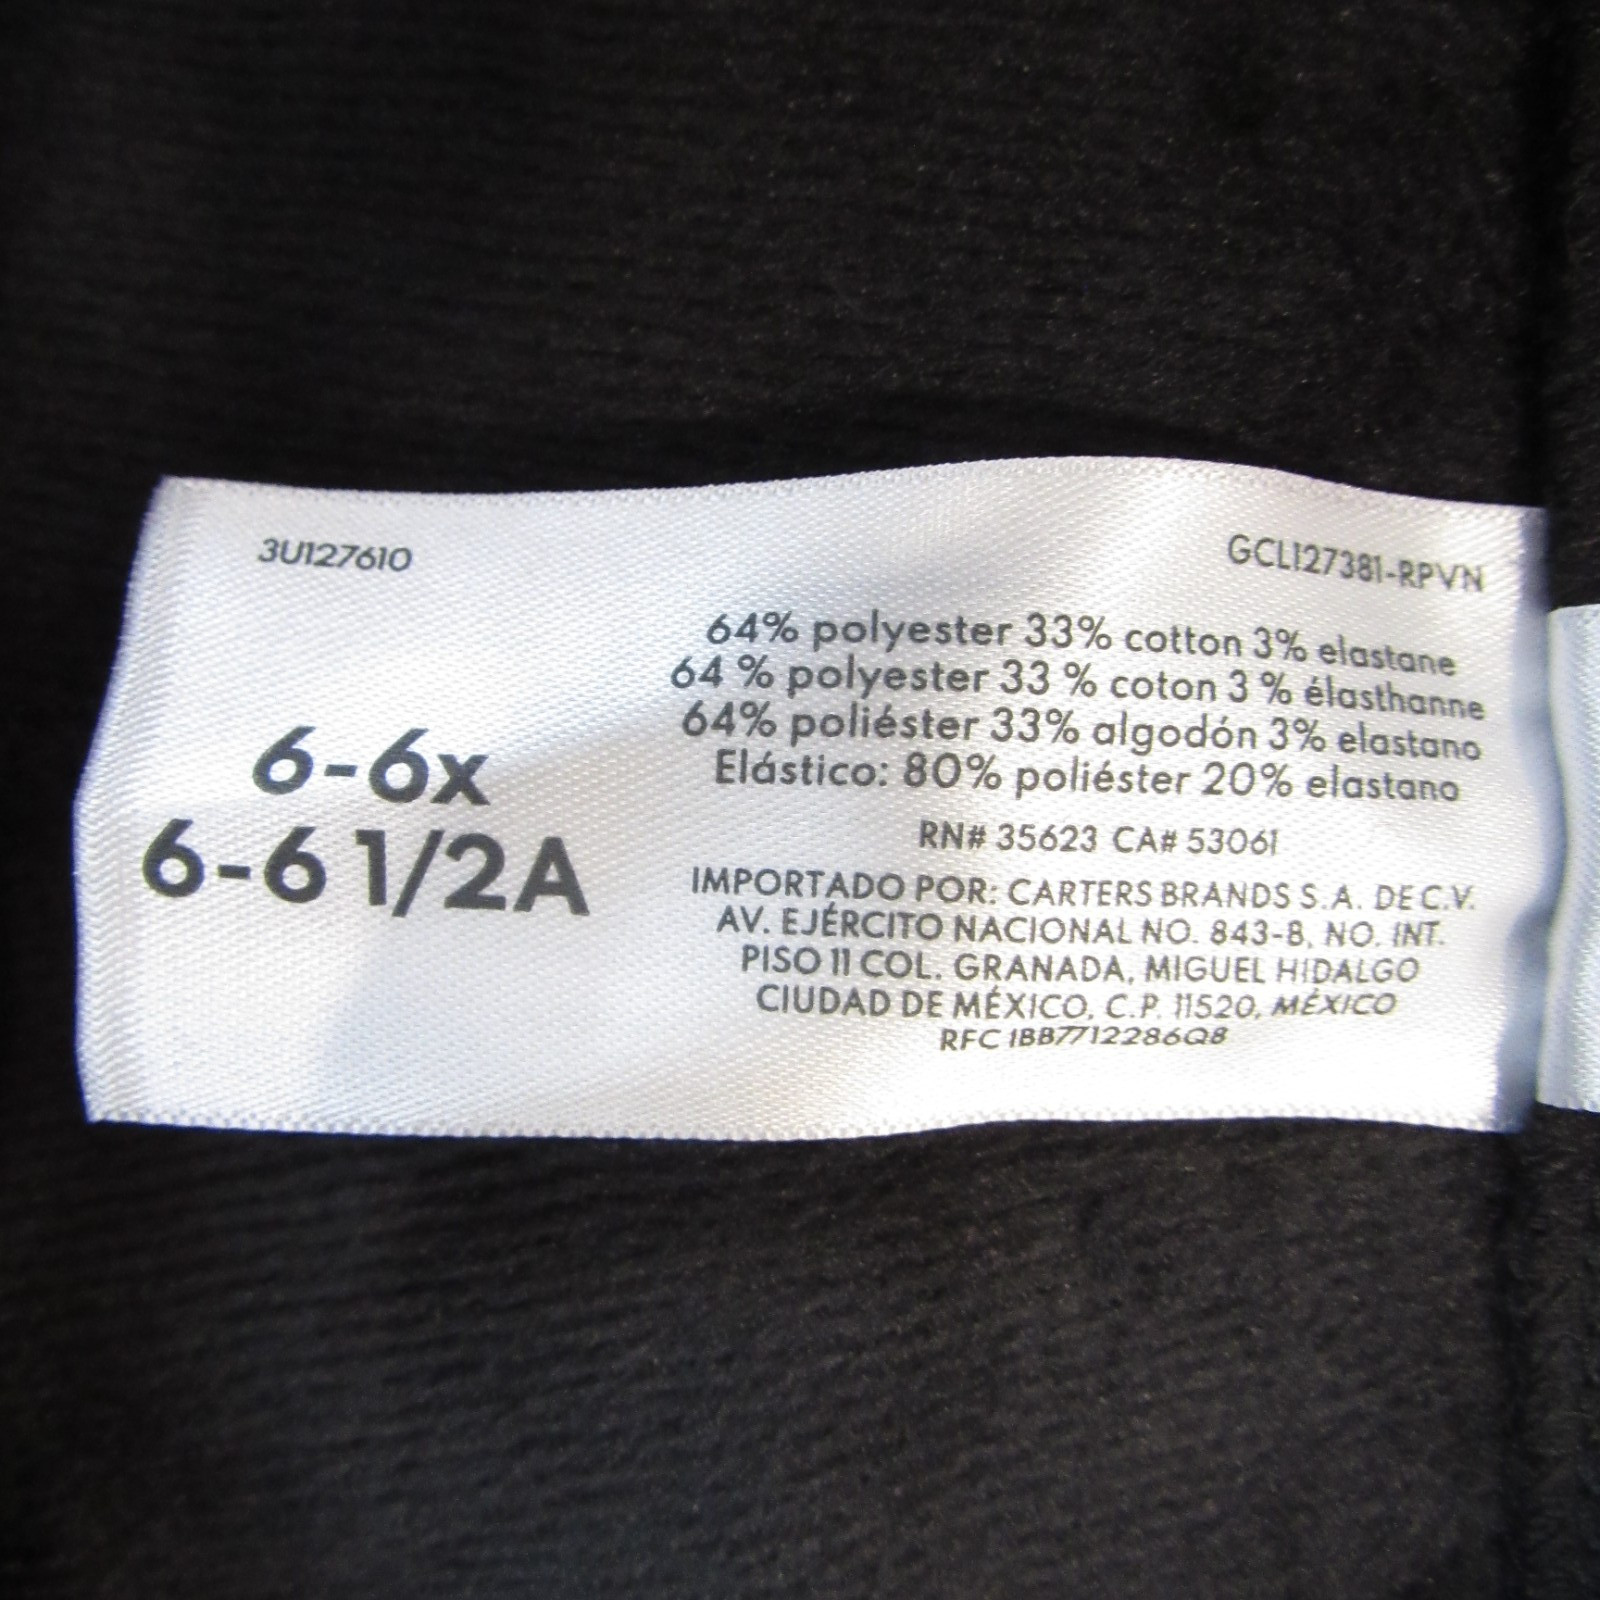 3U127610
GCL127381-RPVN
64% polyester 33% cotton 3% elastane
64 % polyester 33 % coton 3 % élasthanne
64% poliéster 33% algodón 3% elastano
Elástico: 80% poliéster 20% elastano
6-6x
6-6 1/2A
RN# 35623 CA# 53061
IMPORTADO POR: CARTERS BRANDS S.A. DE C.V.
AV. EJÉRCITO NACIONAL NO. 843-B, NO. INT.
PISO 11 COL. GRANADA, MIGUEL HIDALGO
CIUDAD DE MÉXICO, C.P. 11520, MÉXICO
RFC IBB7712286Q8